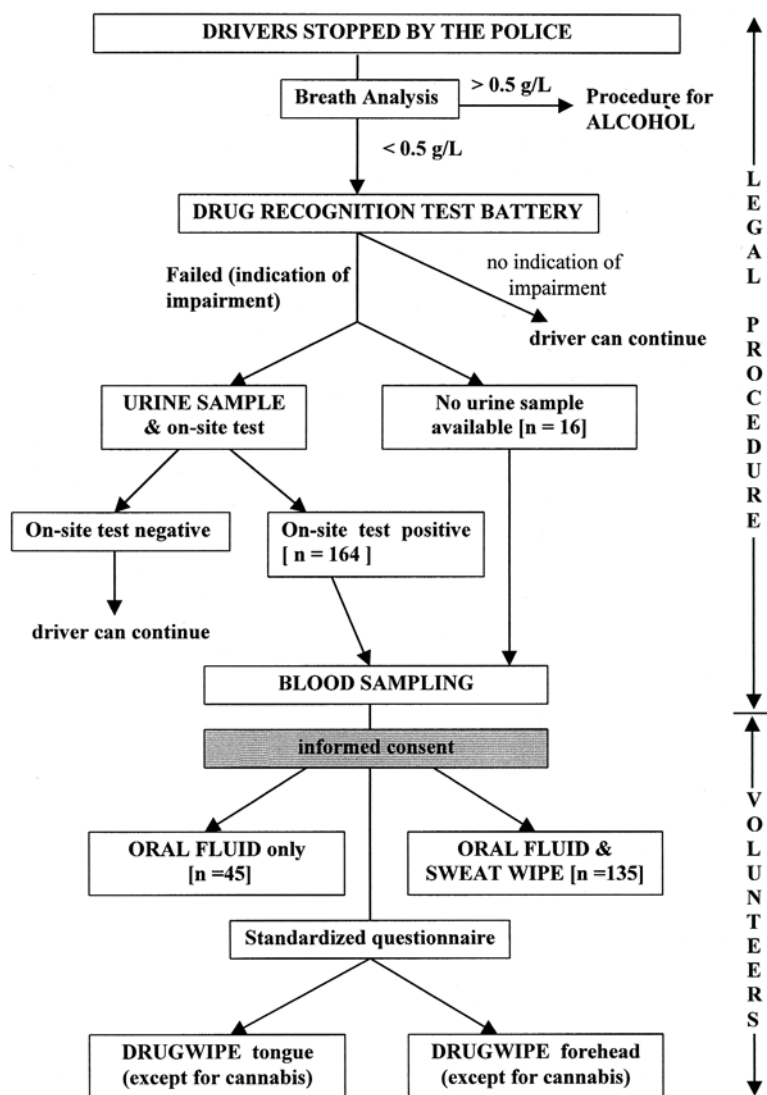 DRIVERS STOPPED BY THE POLICE
Breath Analysis
> 0.5 g/L
Procedure for
ALCOHOL
< 0.5 g/L
DRUG RECOGNITION TEST BATTERY
Failed (indication of
impairment)
no indication of
impairment
driver can continue
URINE SAMPLE
& on-site test
No urine sample
available [n = 16]
On-site test negative
On-site test positive
[ n = 164 ]
driver can continue
BLOOD SAMPLING
informed consent
ORAL FLUID only
[n =45]
ORAL FLUID &
SWEAT WIPE [n =135]
Standardized questionnaire
DRUGWIPE tongue
(except for cannabis)
DRUGWIPE forehead
(except for cannabis)
LEGAL PROCEDURE
VOLUNTEERS